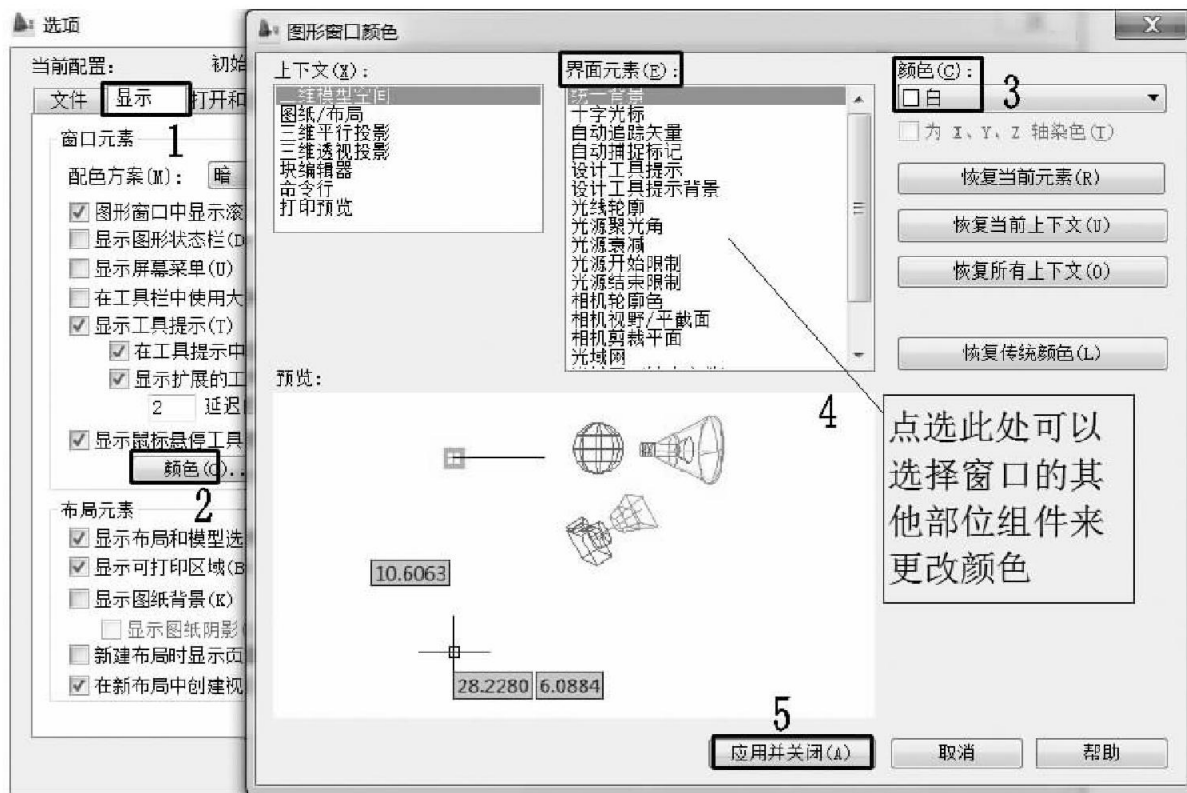 选项
当前配置： 初始
文件 显示 打开和
1
窗口元素
配色方案(M)： 暗
图形窗口中显示滚
显示图形状态栏(D
显示屏幕菜单(U)
在工具栏中使用大
显示工具提示(T)
在工具提示中
显示扩展的工
2 延迟
显示鼠标悬停工具
颜色(C)..
2
布局元素
显示布局和模型选
显示可打印区域(B
显示图纸背景(K)
显示图纸阴影(
新建布局时显示页
在新布局中创建视
图形窗口颜色
X
上下文(X)：
二维模型空间
图纸/布局
三维平行投影
三维透视投影
块编辑器
命令行
打印预览
界面元素(E)：
统一背景
十字光标
自动追踪矢量
自动捕捉标记
设计工具提示
设计工具提示背景
光线轮廓
光源聚光角
光源衰减
光源开始限制
光源结束限制
相机轮廓色
相机视野/平截面
相机剪裁平面
光域网
颜色(C)：
白
3
为 X、Y、Z 轴染色(T)
恢复当前元素(R)
恢复当前上下文(U)
恢复所有上下文(O)
恢复传统颜色(L)
预览：
10.6063
28.2280 6.0884
4
点选此处可以
选择窗口的其
他部位组件来
更改颜色
5
应用并关闭(A)
取消
帮助